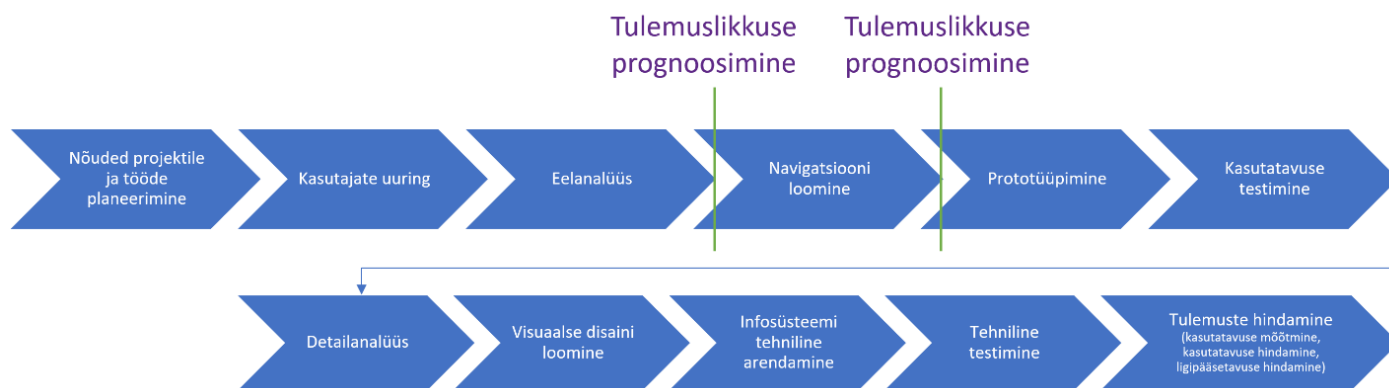 Tulemuslikkuse
prognoosimine
Tulemuslikkuse
prognoosimine
Nõuded projektile
ja tööde
planeerimine
Kasutajate uuring
Eelanalüüs
Navigatsiooni
loomine
Prototüüpimine
Kasutatavuse
testimine
Detailanalüüs
Visuaalse disaini
loomine
Infosüsteemi
tehniline
arendamine
Tehniline
testimine
Tulemuste hindamine
(kasutatavuse mõõtmine,
kasutatavuse hindamine,
ligipääsetavuse hindamine)